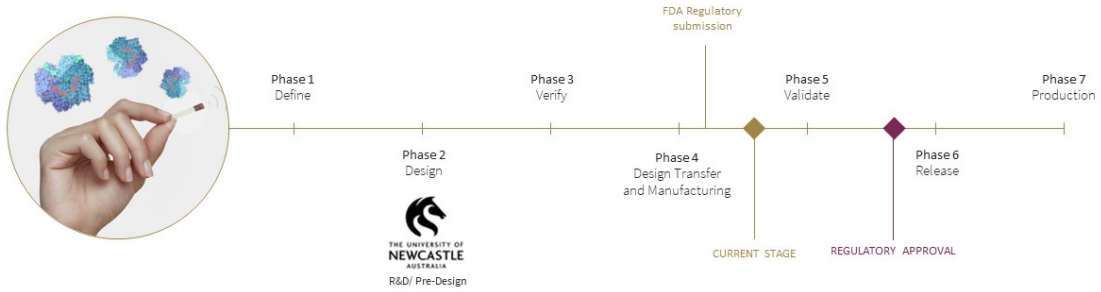 FDA Regulatory
submission
Phase 1
Define
Phase 3
Verify
Phase 5
Validate
Phase 7
Production
Phase 2
Design
Phase 4
Design Transfer
and Manufacturing
Phase 6
Release
THE UNIVERSITY OF
NEWCASTLE
AUSTRALIA
R&D/ Pre-Design
CURRENT STAGE
REGULATORY APPROVAL